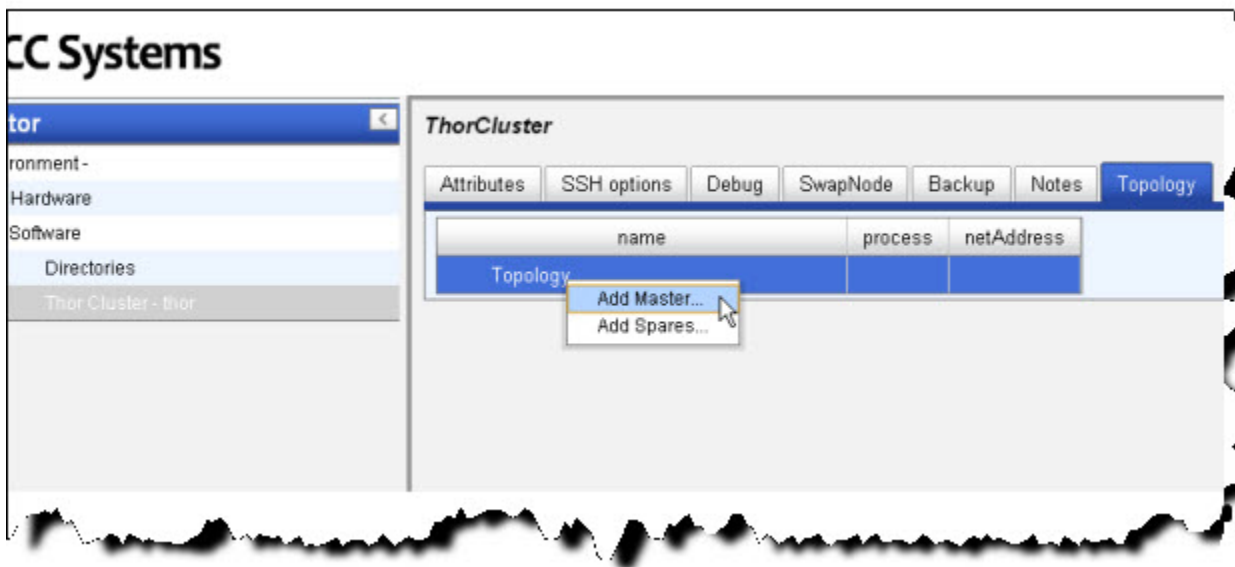 CC Systems
tor
ronment -
Hardware
Software
Directories
Thor Cluster - thor
ThorCluster
Attributes SSH options Debug SwapNode Backup Notes Topology
name process netAddress
Topology
Add Master...
Add Spares...